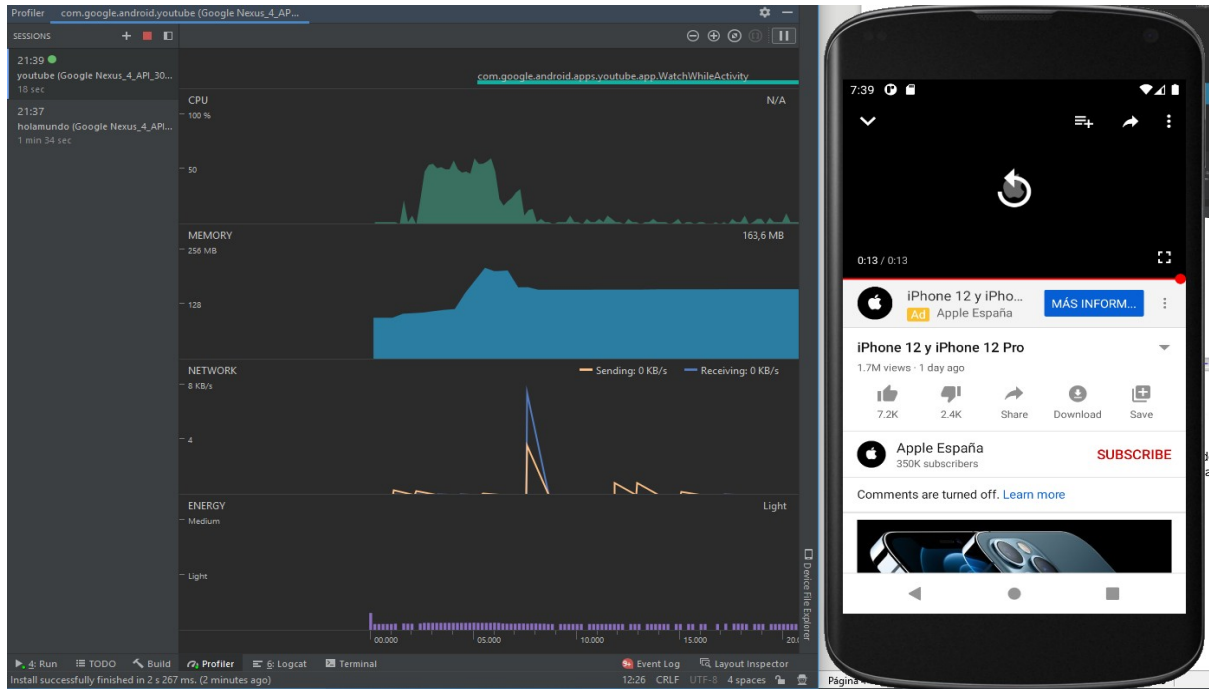 Profiler com.google.android.youtube (Google Nexus_4_AP...
SESSIONS
21:39
youtube (Google Nexus_4_API_30...
18 sec
21:37
holamundo (Google Nexus_4_API...
1 min 34 sec
com.google.android.apps.youtube.app.WatchWhileActivity
CPU N/A
100 %
50
MEMORY 163,6 MB
256 MB
128
NETWORK Sending: 0 KB/s Receiving: 0 KB/s
8 KB/s
4
ENERGY Light
Medium
Light
00.000 05.000 10.000 15.000 20.0
Device File Explorer
4: Run TODO Build Profiler 6: Logcat Terminal 9+ Event Log Layout Inspector
Install successfully finished in 2 s 267 ms. (2 minutes ago) 12:26 CRLF UTF-8 4 spaces
7:39
0:13 / 0:13
iPhone 12 y iPho...
Ad Apple España
MÁS INFORM...
iPhone 12 y iPhone 12 Pro
1.7M views · 1 day ago
7.2K 2.4K Share Download Save
Apple España
350K subscribers
SUBSCRIBE
Comments are turned off. Learn more
Página